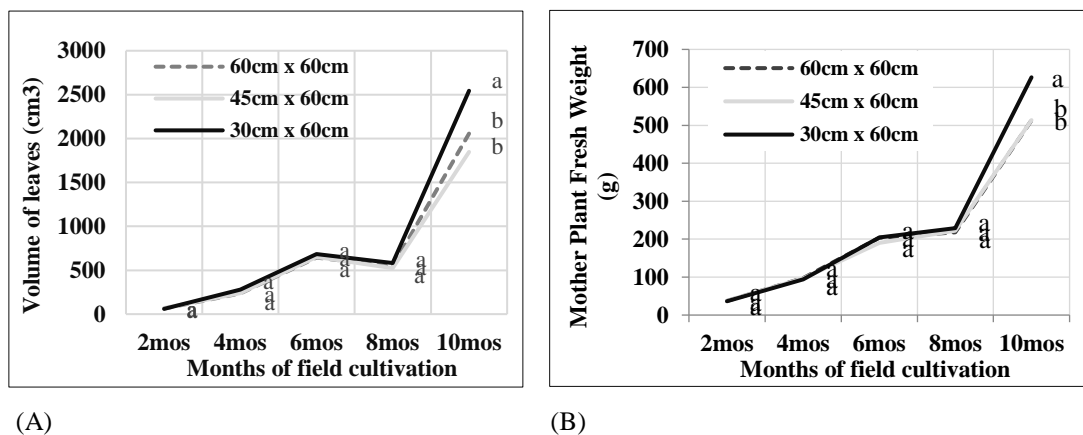 3000
2500
2000
1500
1000
500
0
Volume of leaves (cm3)
60cm x 60cm
45cm x 60cm
30cm x 60cm
a
b
b
a
a
a
a
a
a
a
a
a
a
a
a
2mos 4mos 6mos 8mos 10mos
Months of field cultivation
(A)
700
600
500
400
300
200
100
0
Mother Plant Fresh Weight
(g)
60cm x 60cm
45cm x 60cm
30cm x 60cm
a
b
b
a
a
a
a
a
a
a
a
a
a
a
a
2mos 4mos 6mos 8mos 10mos
Months of field cultivation
(B)